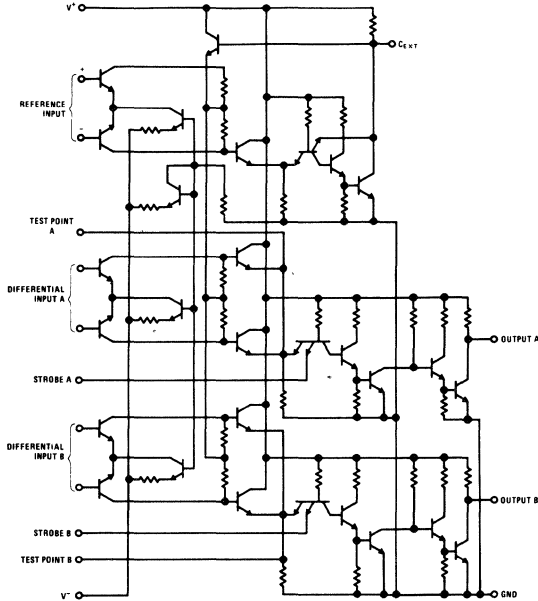 V+
CEXT
+
REFERENCE
INPUT
−
TEST POINT
A
DIFFERENTIAL
INPUT A
OUTPUT A
STROBE A
DIFFERENTIAL
INPUT B
OUTPUT B
STROBE B
TEST POINT B
V−
GND